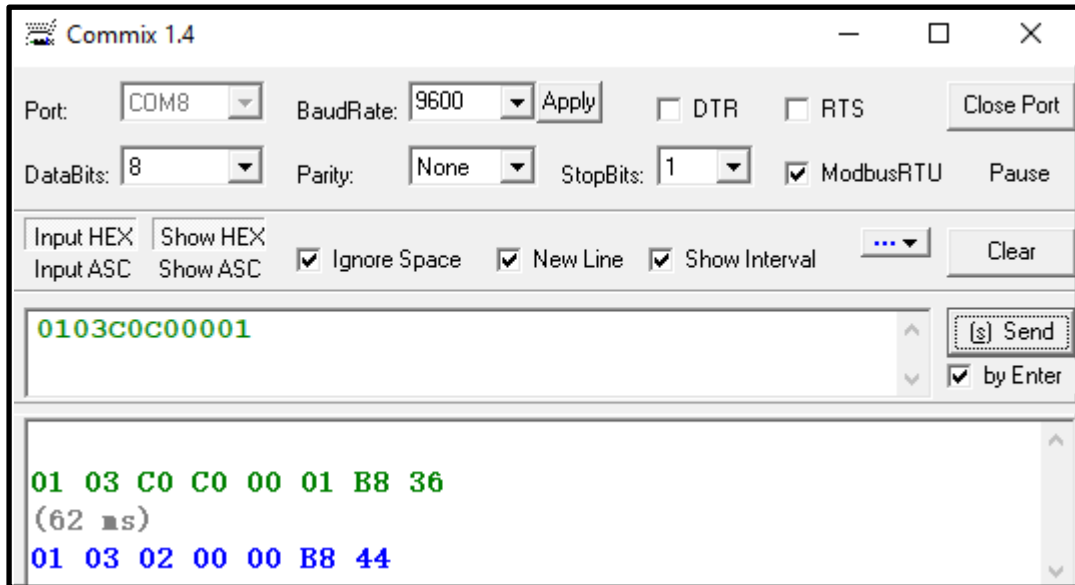 Commix 1.4
Port: COM8 BaudRate: 9600 Apply DTR RTS Close Port
DataBits: 8 Parity: None StopBits: 1 ModbusRTU Pause
Input HEX Show HEX
Input ASC Show ASC Ignore Space New Line Show Interval ... Clear
0103C0C00001
(s) Send
by Enter
01 03 C0 C0 00 01 B8 36
(62 ms)
01 03 02 00 00 B8 44